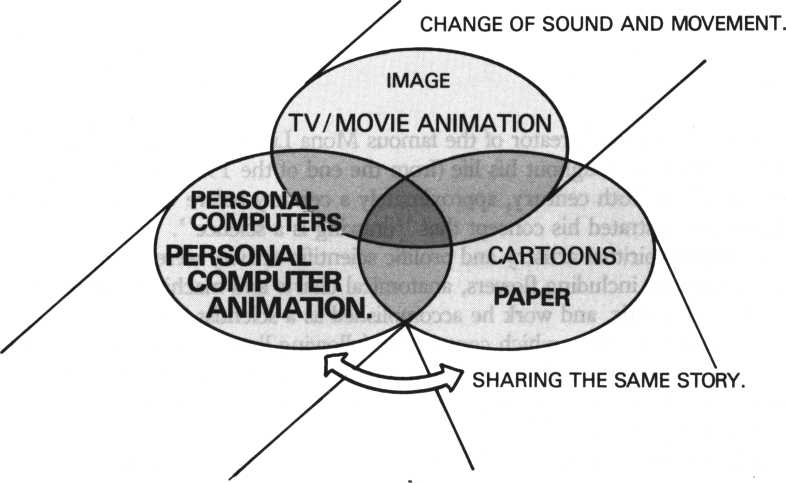 CHANGE OF SOUND AND MOVEMENT.
IMAGE
TV/MOVIE ANIMATION
PERSONAL
COMPUTERS
PERSONAL
COMPUTER
ANIMATION.
CARTOONS
PAPER
SHARING THE SAME STORY.